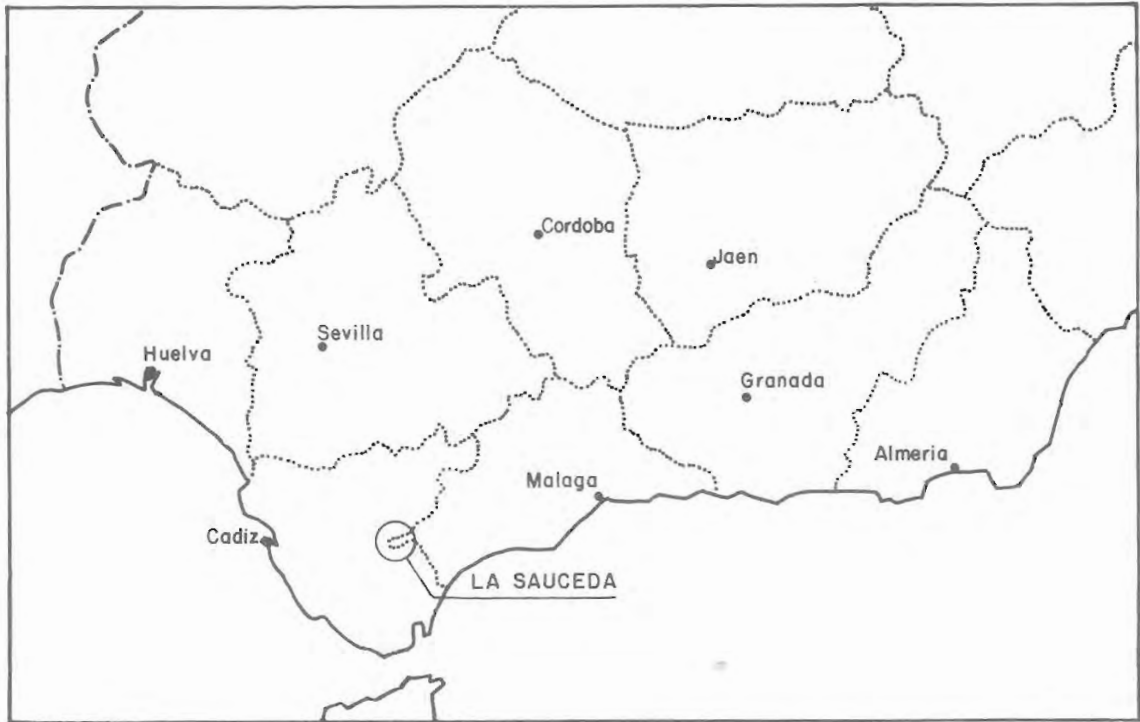 Cordoba
Jaen
Sevilla
Huelva
Granada
Almeria
Malaga
Cadiz
LA SAUCEDA